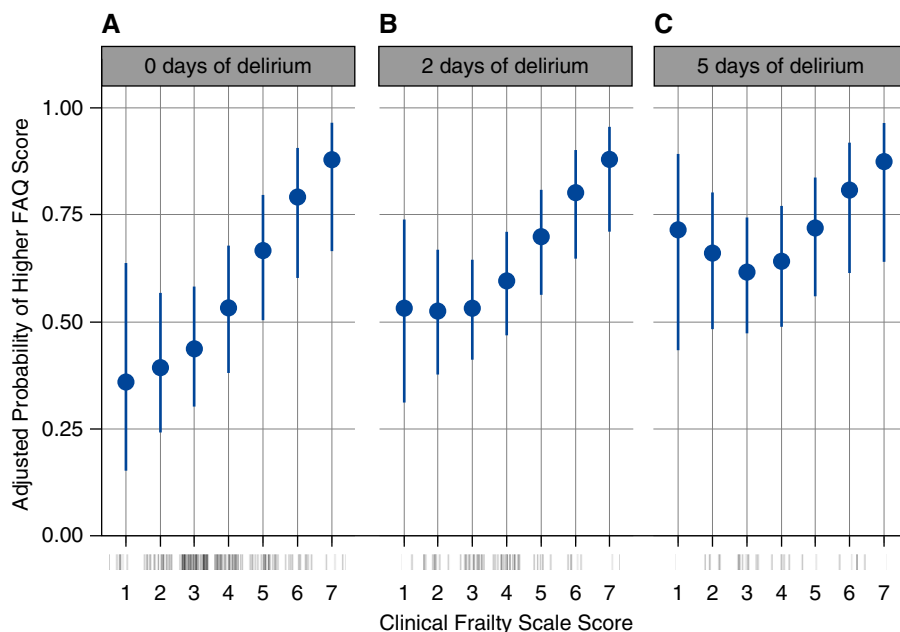 A B C
0 days of delirium 2 days of delirium 5 days of delirium
Adjusted Probability of Higher FAQ Score
1.00
0.75
0.50
0.25
0.00
1 2 3 4 5 6 7 1 2 3 4 5 6 7 1 2 3 4 5 6 7
Clinical Frailty Scale Score